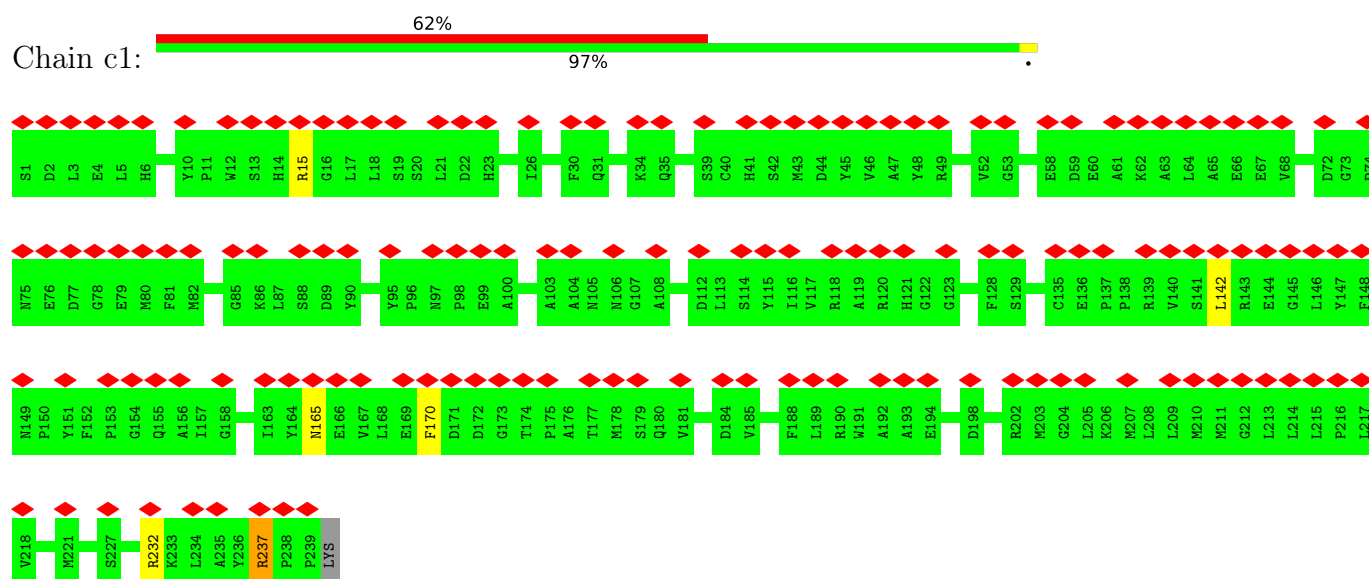 62%
Chain c1:
97%
.
S1 D2 L3 E4 L5 H6 Y10 P11 W12 S13 H14 R15 G16 L17 L18 S19 S20 L21 D22 H23 I26 F30 Q31 K34 Q35 S39 C40 H41 S42 M43 D44 Y45 V46 A47 Y48 R49 V52 G53 E58 D59 E60 A61 K62 A63 L64 A65 E66 E67 V68 D72 G73
N75 E76 D77 G78 E79 M80 F81 M82 G85 K86 L87 S88 D89 Y90 Y95 P96 N97 P98 E99 A100 A103 A104 N105 N106 G107 A108 D112 L113 S114 Y115 I116 V117 R118 A119 R120 H121 G122 G123 F128 S129 C135 E136 P137 P138 R139 V140 S141 L142 R143 E144 G145 L146 Y147 F148
N149 P150 Y151 F152 P153 G154 Q155 A156 I157 G158 I163 Y164 N165 E166 V167 L168 E169 F170 D171 D172 G173 T174 P175 A176 T177 M178 S179 Q180 V181 D184 V185 F188 L189 R190 W191 A192 A193 E194 D198 R202 M203 G204 L205 K206 M207 L208 L209 M210 M211 G212 L213 L214 L215 P216 L217
V218 M221 S227 R232 K233 L234 A235 Y236 R237 P238 P239 LYS